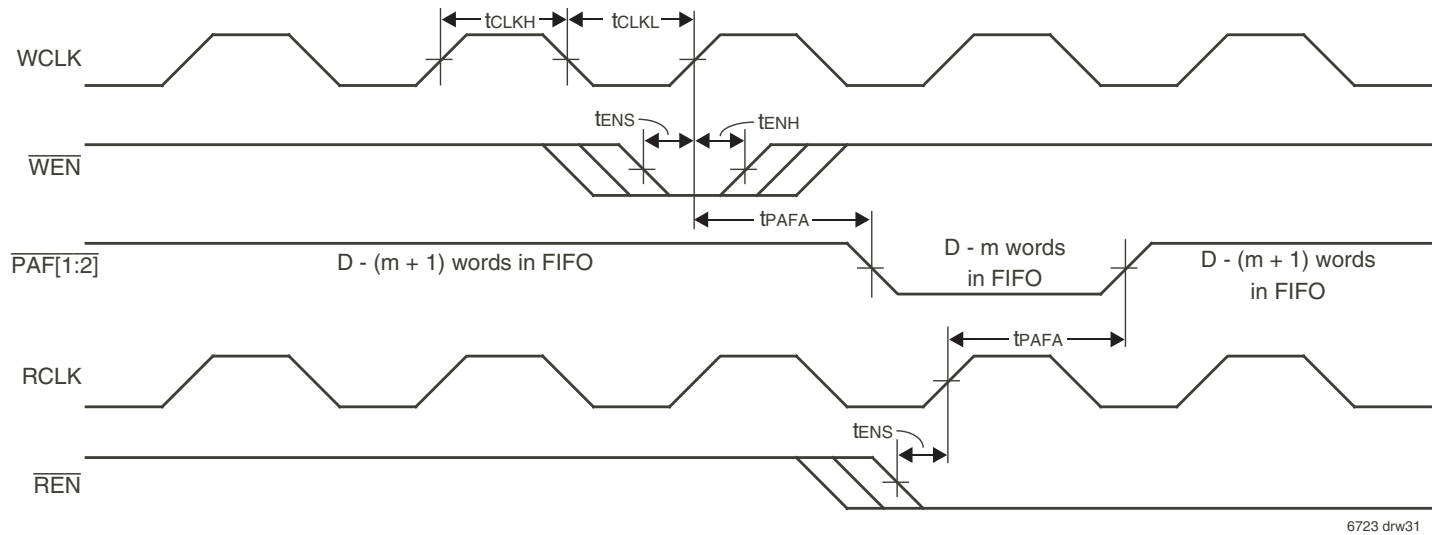 tCLKH
tCLKL
WCLK
tENS
tENH
WEN
tPAFA
PAF[1:2]
D - (m + 1) words in FIFO
D - m words
in FIFO
D - (m + 1) words
in FIFO
tPAFA
RCLK
tENS
REN
6723 drw31